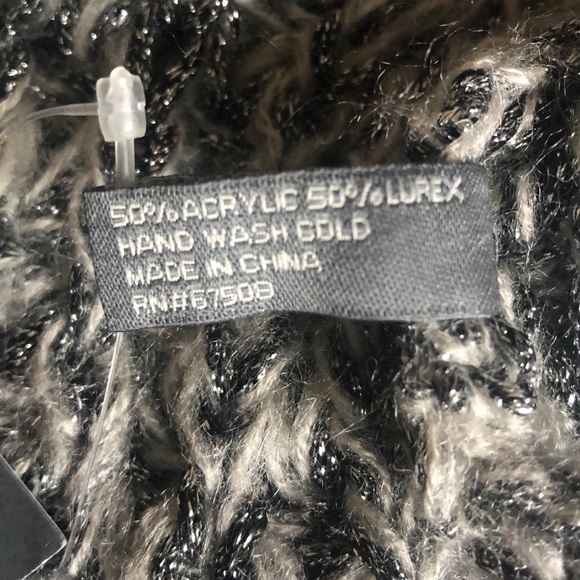 50% ACRYLIC 50% LUREX
HAND WASH COLD
MADE IN CHINA
RN#67509